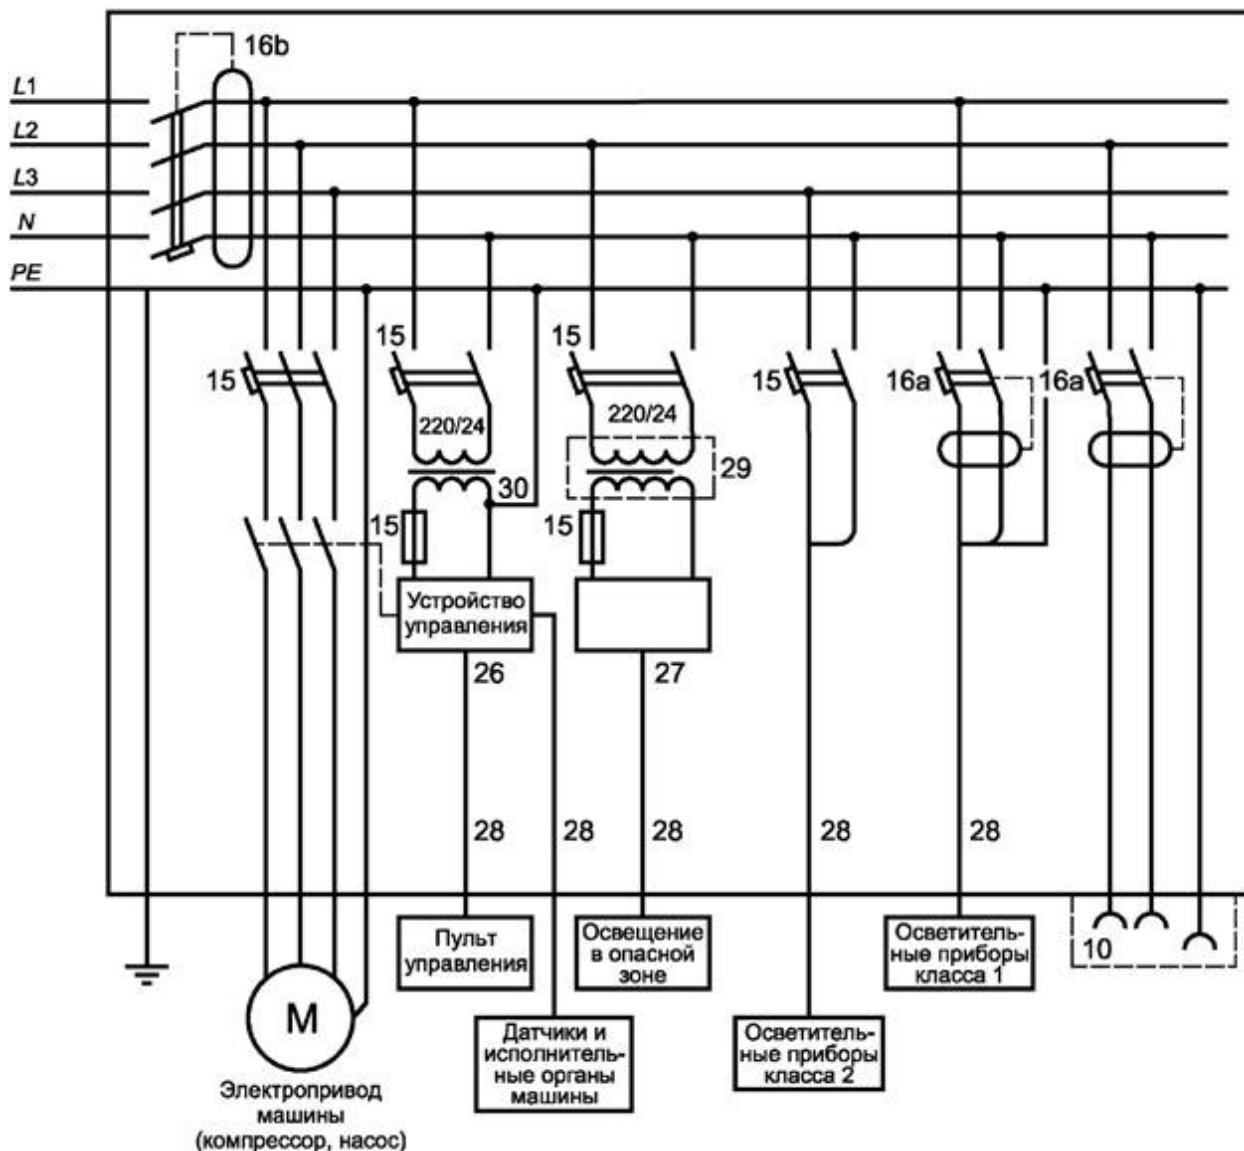 16b
L1
L2
L3
N
PE
15
15
15
15
16a
16a
220/24
220/24
29
30
15
15
Устройство
управления
26
27
28
28
28
28
28
Пульт
управления
Освещение
в опасной
зоне
Осветитель-
ные приборы
класса 1
10
M
Датчики и
исполнитель-
ные органы
машины
Осветитель-
ные приборы
класса 2
Электропривод
машины
(компрессор, насос)